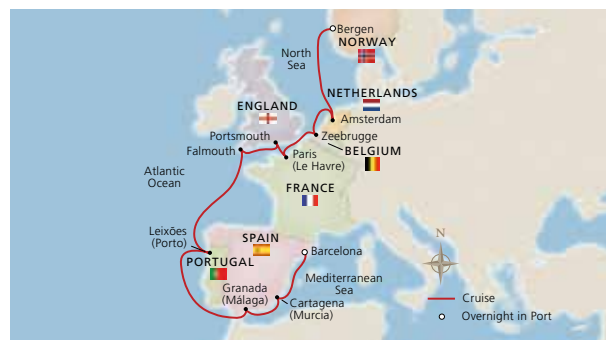 Bergen
NORWAY
North
Sea
NETHERLANDS
ENGLAND
Amsterdam
Portsmouth
Zeebrugge
Falmouth
BELGIUM
Paris
(Le Havre)
Atlantic
Ocean
FRANCE
Leixões
(Porto)
SPAIN
Barcelona
PORTUGAL
N
Mediterranean
Sea
Granada
(Málaga)
Cartagena
(Murcia)
Cruise
Overnight in Port